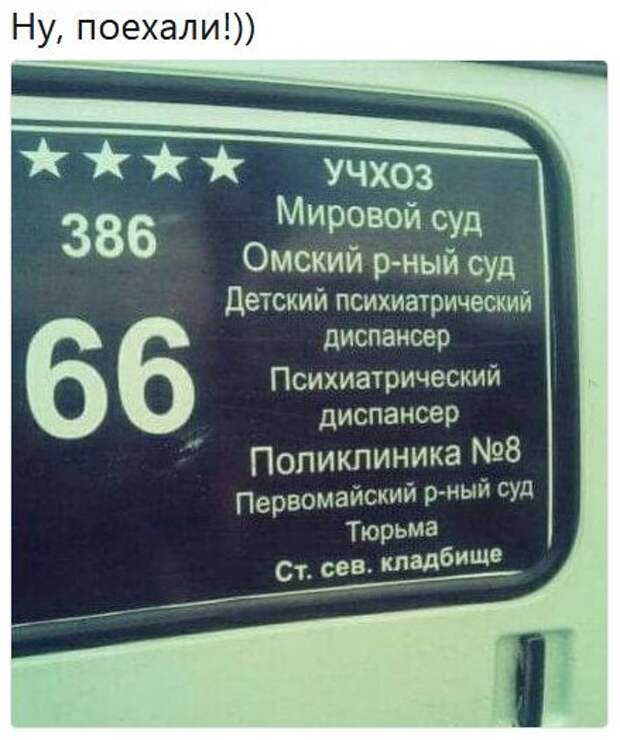 Ну, поехали!))
★★★★
386
66
УЧХОЗ
Мировой суд
Омский р-ный суд
Детский психиатрический
диспансер
Психиатрический
диспансер
Поликлиника №8
Первомайский р-ный суд
Тюрьма
Ст. сев. кладбище